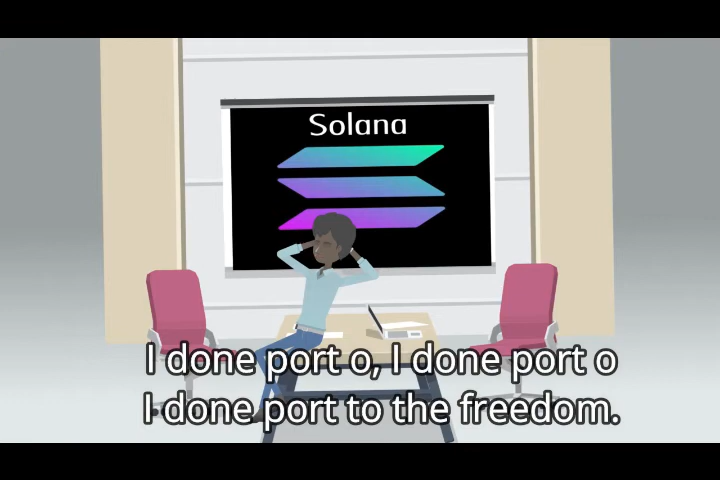 Solana
I done port o, I done port o
I done port to the freedom.